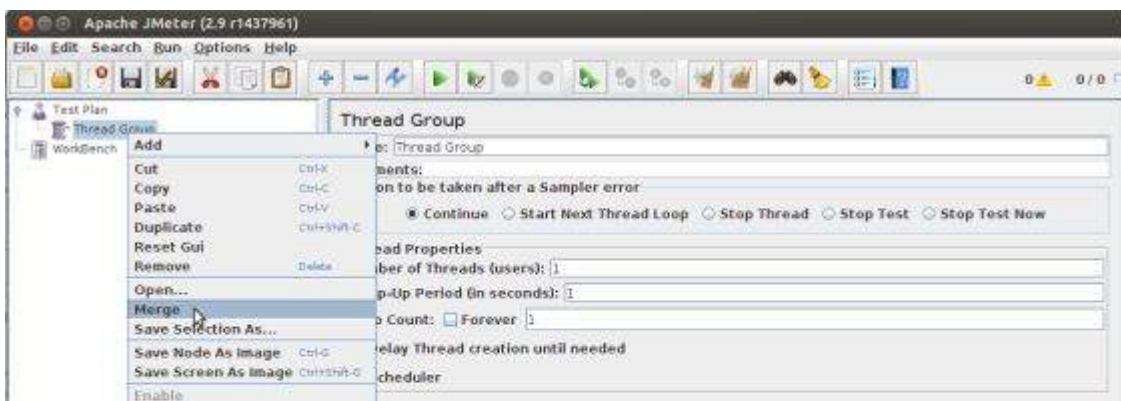 Apache JMeter (2.9 r1437961)
File Edit Search Run Options Help
0 0 / 0
Test Plan
Thread Group
WorkBench
Thread Group
e: Thread Group
ments:
on to be taken after a Sampler error
Continue Start Next Thread Loop Stop Thread Stop Test Stop Test Now
ead Properties
ber of Threads (users): 1
p-Up Period (in seconds): 1
Count: Forever 1
elay Thread creation until needed
cheduler
Add
Cut Ctrl-X
Copy Ctrl-C
Paste Ctrl-V
Duplicate Ctrl+Shift-C
Reset Gui
Remove Delete
Open...
Merge
Save Selection As...
Save Node As Image Ctrl-G
Save Screen As Image Ctrl+Shift-G
Enable